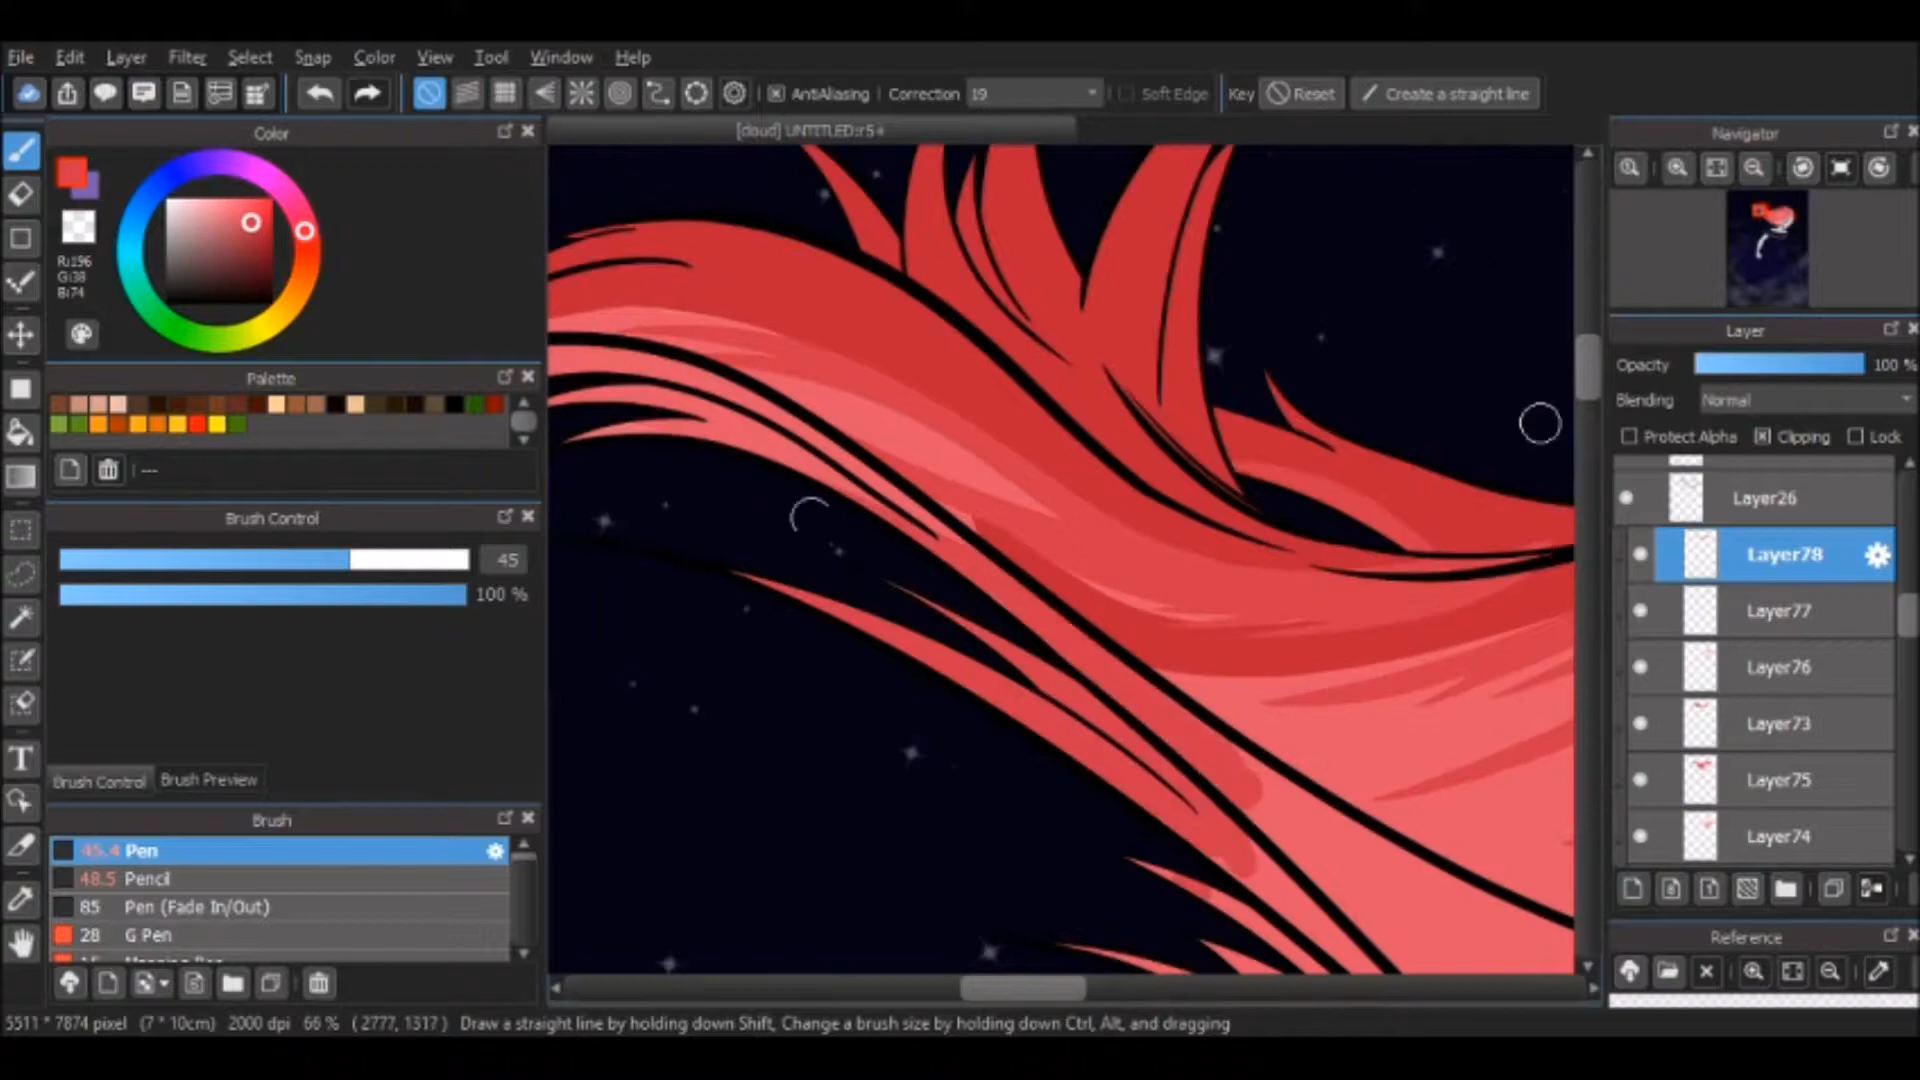 File Edit Layer Filter Select Snap Color View Tool Window Help
AntiAliasing Correction 19 Soft Edge Key Reset Create a straight line
Color
[cloud] UNTITLED:r5*
Navigator
R:196
G:38
B:74
Layer
Opacity 100 %
Palette
Blending Normal
Protect Alpha Clipping Lock
---
Layer26
Brush Control
Layer78
45
100 %
Layer77
Layer76
Layer73
Brush Control Brush Preview
Layer75
Brush
Layer74
45.4 Pen
48.5 Pencil
85 Pen (Fade In/Out)
28 G Pen
Reference
5511 * 7874 pixel (7 * 10cm) 2000 dpi 66 % ( 2777, 1317 ) Draw a straight line by holding down Shift, Change a brush size by holding down Ctrl, Alt, and dragging